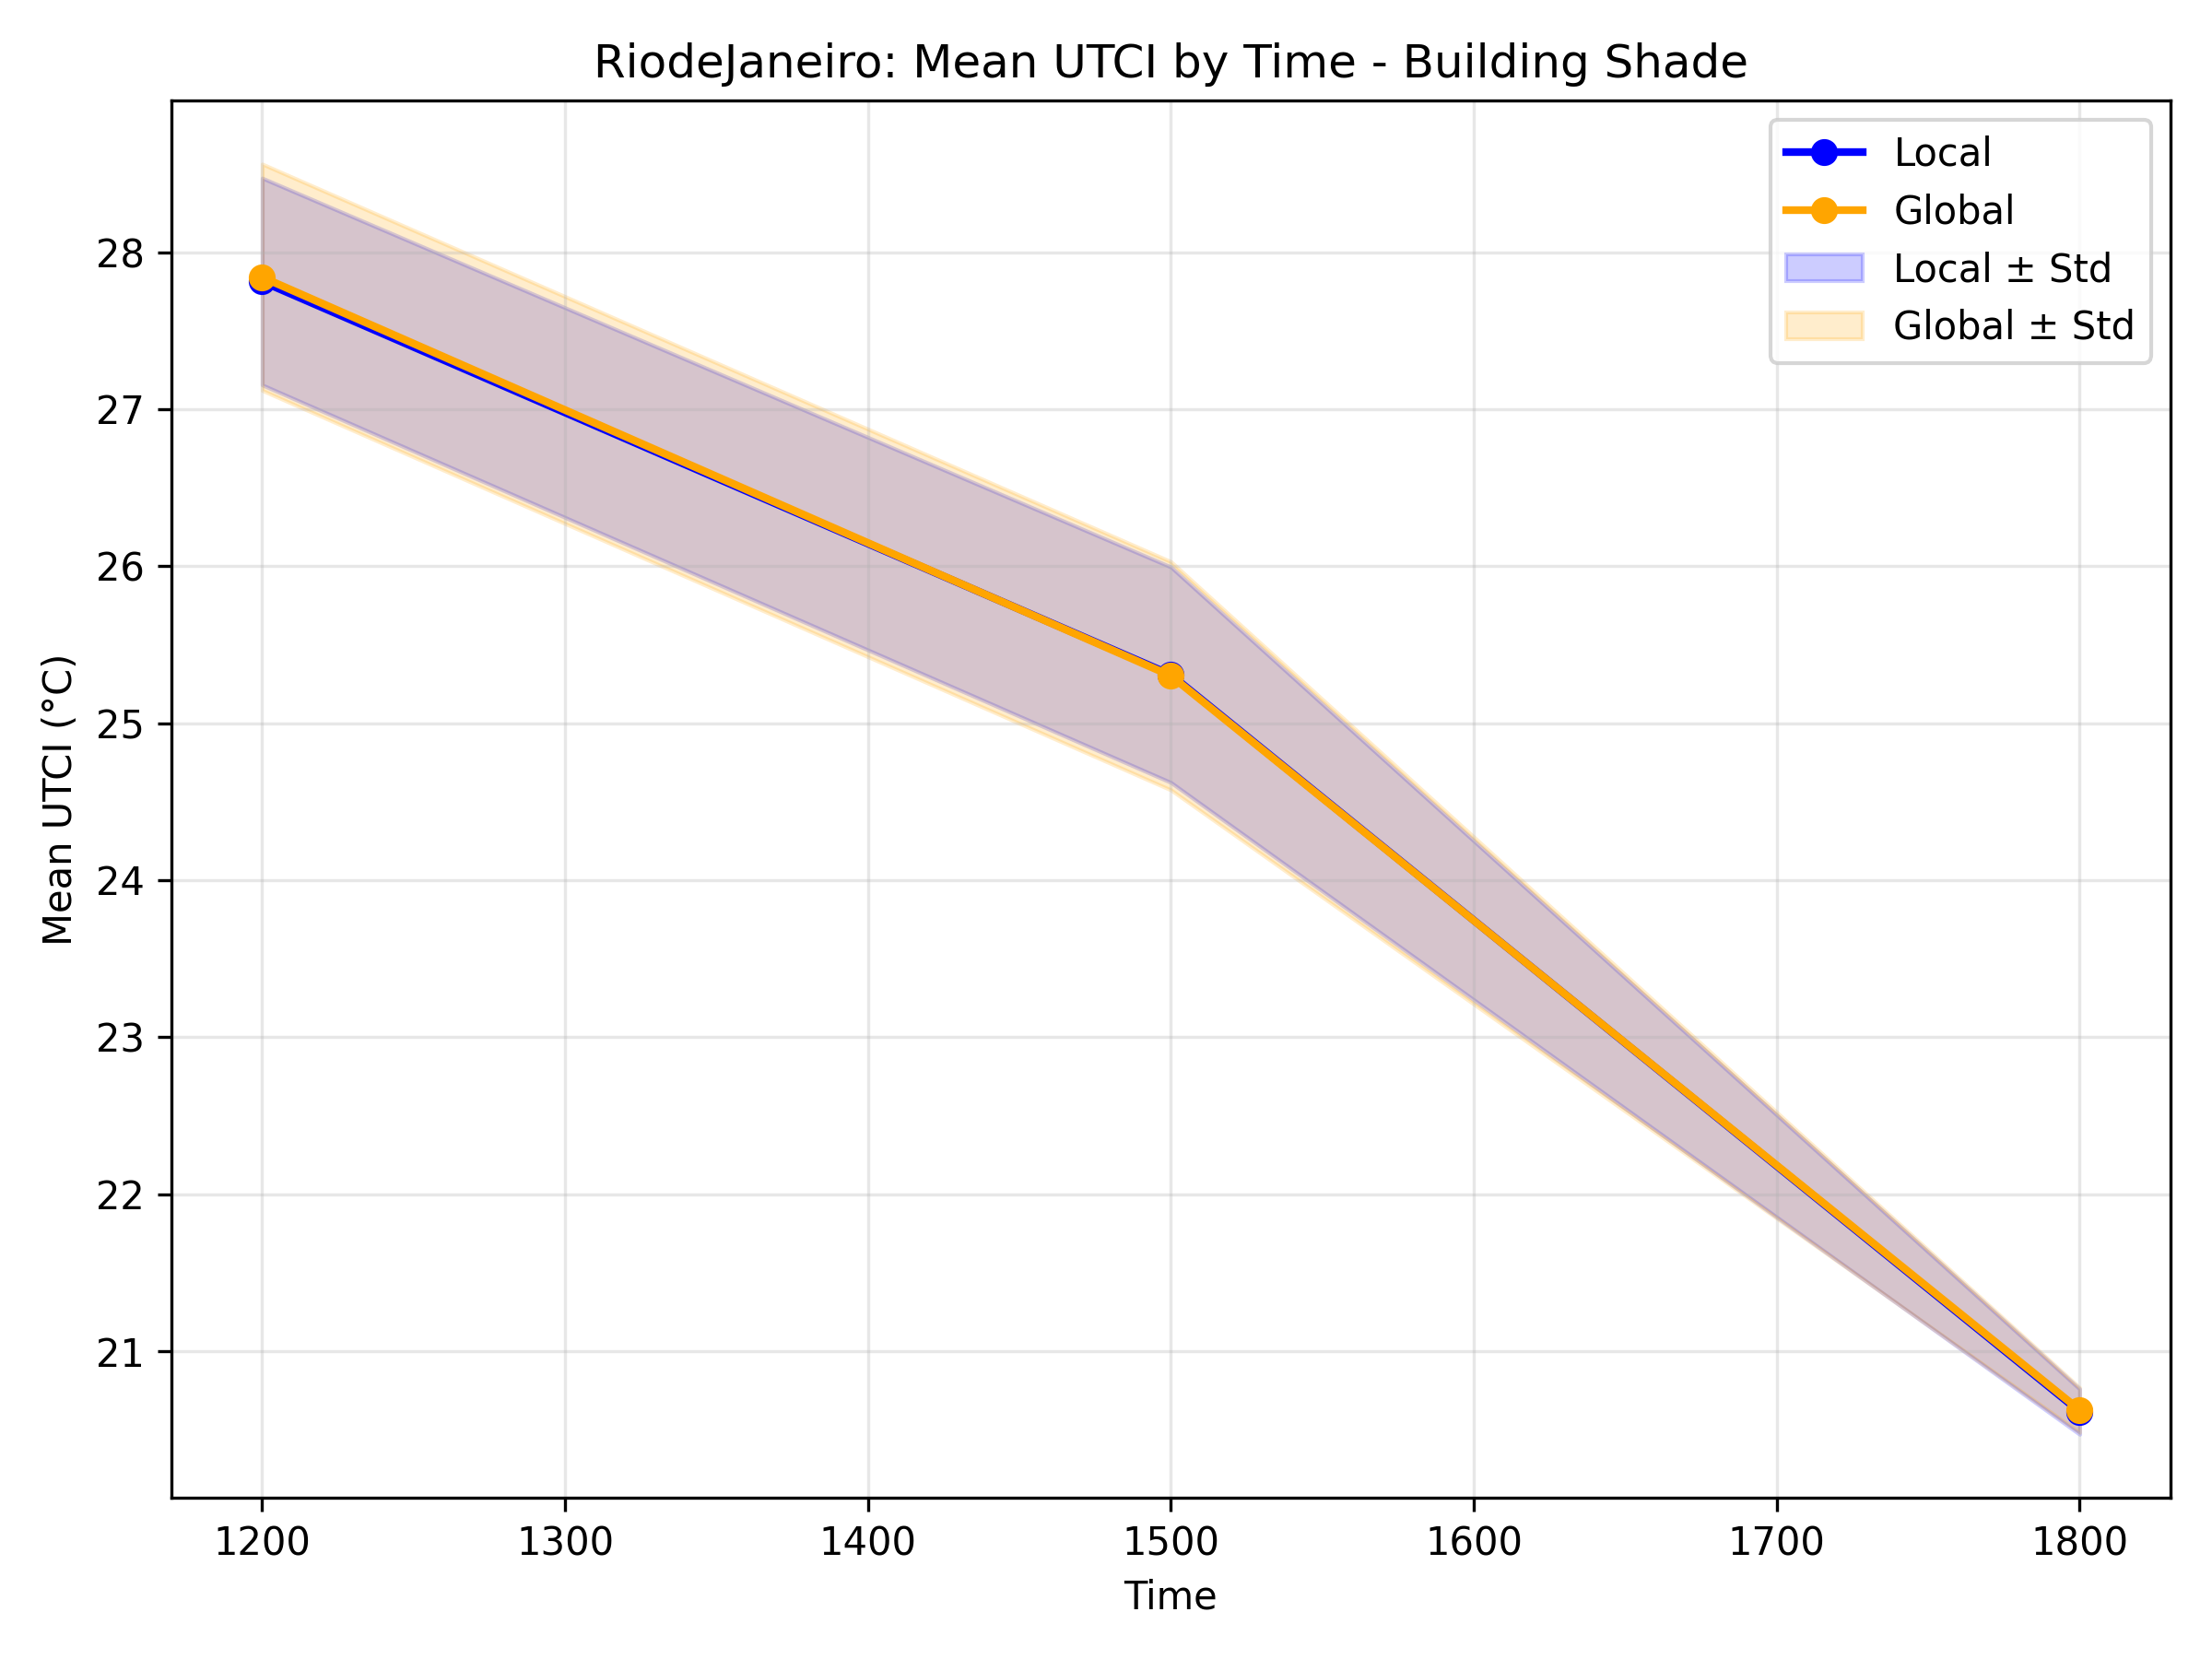 RiodeJaneiro: Mean UTCI by Time - Building Shade
Local
Global
Local ± Std
Global ± Std
Mean UTCI (°C)
28
27
26
25
24
23
22
21
1200 1300 1400 1500 1600 1700 1800
Time